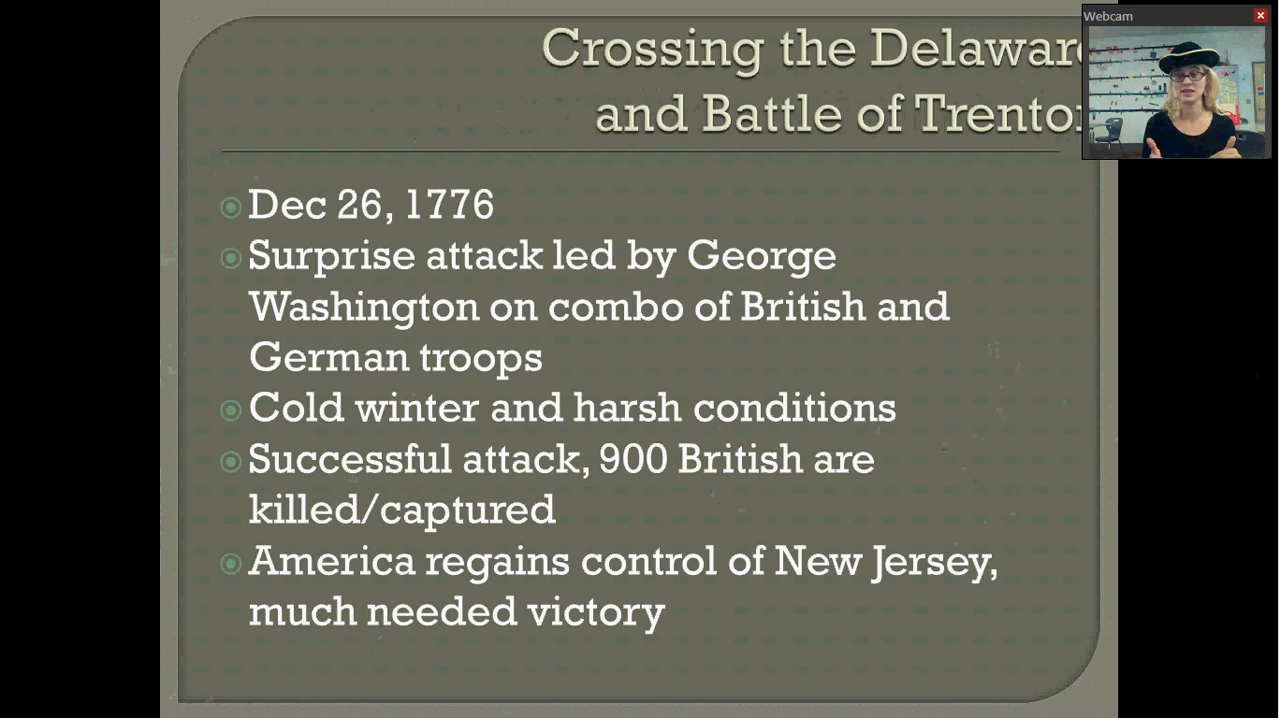 Crossing the Delaware
and Battle of Trenton
Webcam
Dec 26, 1776
Surprise attack led by George
Washington on combo of British and
German troops
Cold winter and harsh conditions
Successful attack, 900 British are
killed/captured
America regains control of New Jersey,
much needed victory